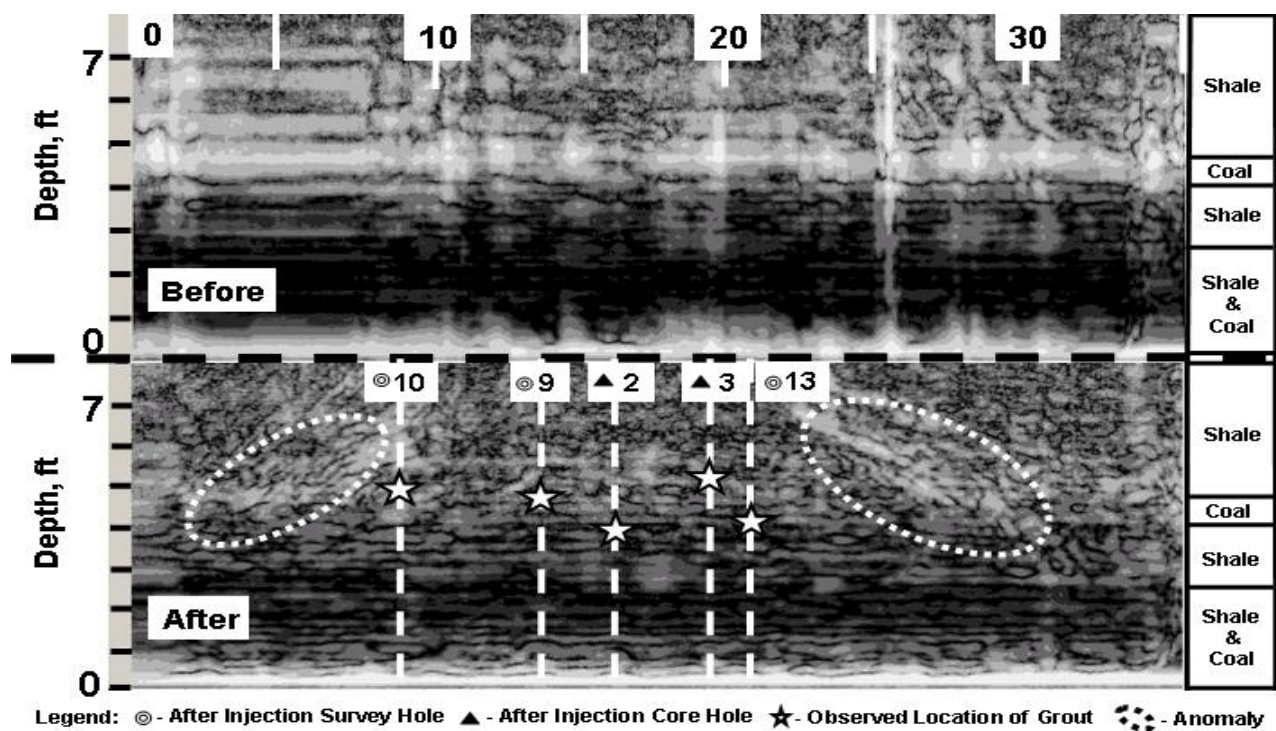 0 10 20 30
7
Depth, ft
0
Before
Shale
Coal
Shale
Shale
&
Coal
10 9 2 3 13
7
Depth, ft
0
After
Shale
Coal
Shale
Shale
&
Coal
Legend: ◎ - After Injection Survey Hole ▲ - After Injection Core Hole ☆ - Observed Location of Grout - Anomaly